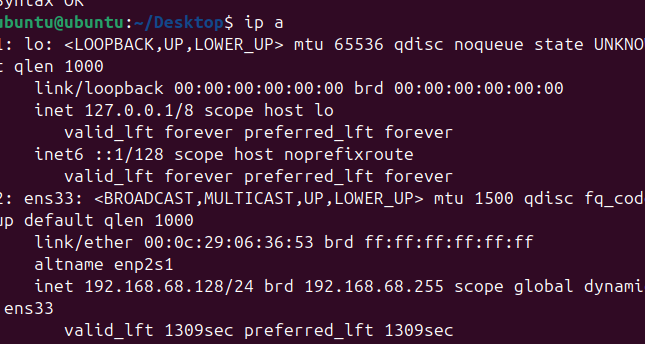 Syntax OK
ubuntu@ubuntu:~/Desktop$ ip a
1: lo: <LOOPBACK,UP,LOWER_UP> mtu 65536 qdisc noqueue state UNKNOW
t qlen 1000
link/loopback 00:00:00:00:00:00 brd 00:00:00:00:00:00
inet 127.0.0.1/8 scope host lo
valid_lft forever preferred_lft forever
inet6 ::1/128 scope host noprefixroute
valid_lft forever preferred_lft forever
2: ens33: <BROADCAST,MULTICAST,UP,LOWER_UP> mtu 1500 qdisc fq_cod
up default qlen 1000
link/ether 00:0c:29:06:36:53 brd ff:ff:ff:ff:ff:ff
altname enp2s1
inet 192.168.68.128/24 brd 192.168.68.255 scope global dynami
ens33
valid_lft 1309sec preferred_lft 1309sec